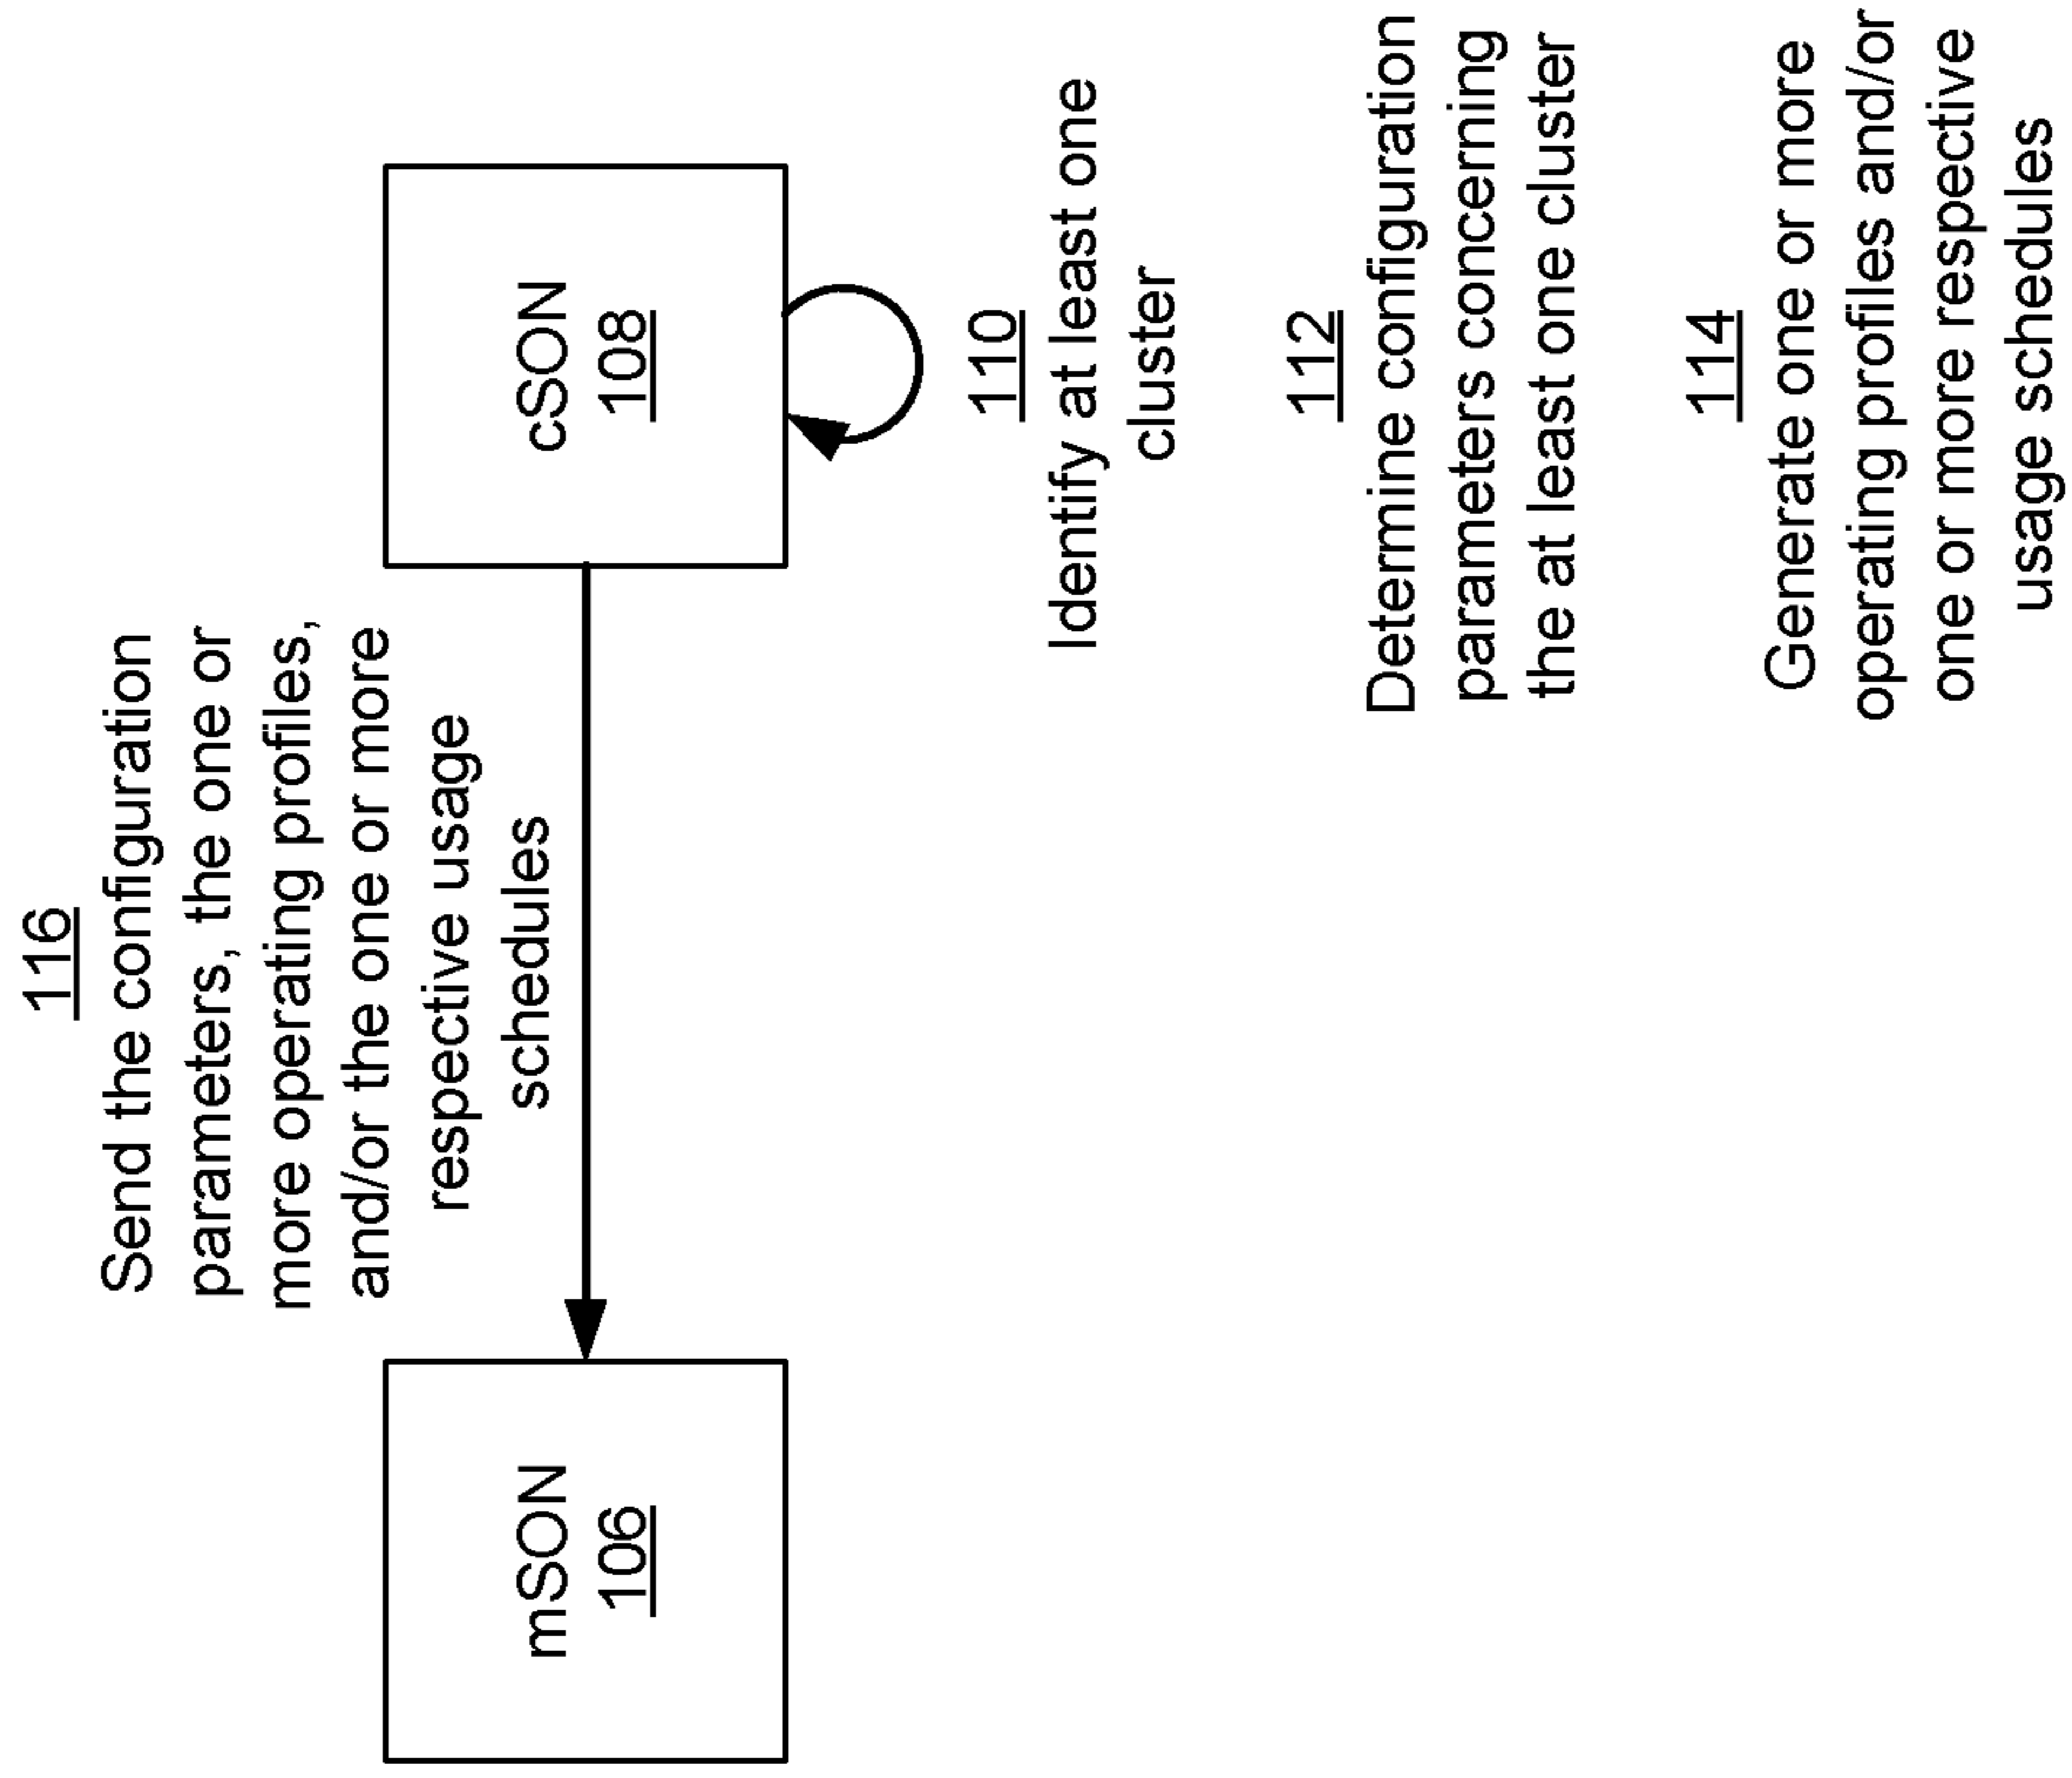 116
Send the configuration
parameters, the one or
more operating profiles,
and/or the one or more
respective usage
schedules
mSON
106
cSON
108
110
Identify at least one
cluster
112
Determine configuration
parameters concerning
the at least one cluster
114
Generate one or more
operating profiles and/or
one or more respective
usage schedules